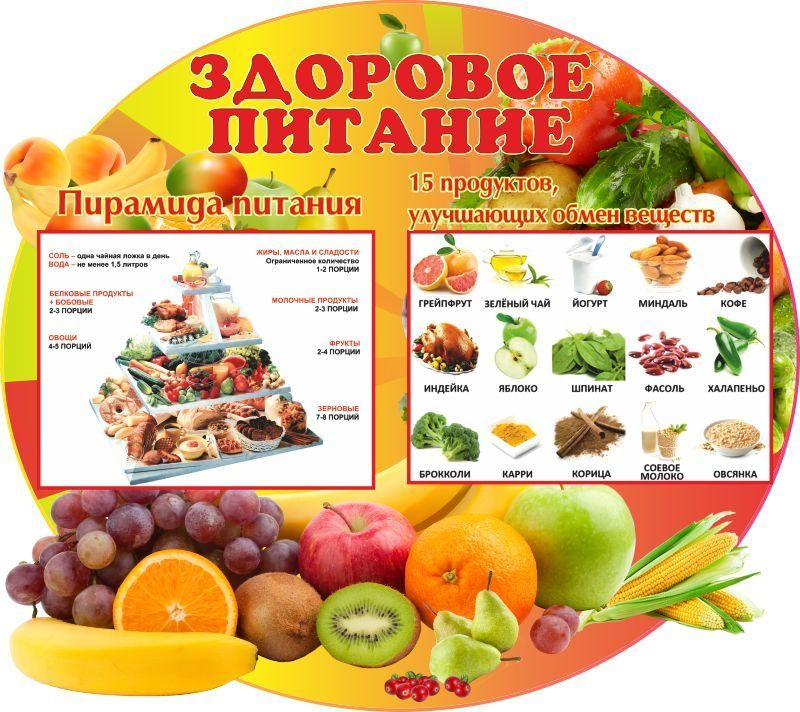 ЗДОРОВОЕ
ПИТАНИЕ
Пирамида питания
СОЛЬ – одна чайная ложка в день
ВОДА – не менее 1,5 литров
БЕЛКОВЫЕ ПРОДУКТЫ
+ БОБОВЫЕ
2-3 ПОРЦИИ
ОВОЩИ
4-5 ПОРЦИЙ
ЖИРЫ, МАСЛА И СЛАДОСТИ
Ограниченное количество
1-2 ПОРЦИИ
МОЛОЧНЫЕ ПРОДУКТЫ
2-3 ПОРЦИИ
ФРУКТЫ
2-4 ПОРЦИИ
ЗЕРНОВЫЕ
7-8 ПОРЦИЙ
15 продуктов,
улучшающих обмен веществ
ГРЕЙПФРУТ ЗЕЛЁНЫЙ ЧАЙ ЙОГУРТ МИНДАЛЬ КОФЕ
ИНДЕЙКА ЯБЛОКО ШПИНАТ ФАСОЛЬ ХАЛАПЕНЬО
БРОККОЛИ КАРРИ КОРИЦА СОЕВОЕ
МОЛОКО ОВСЯНКА